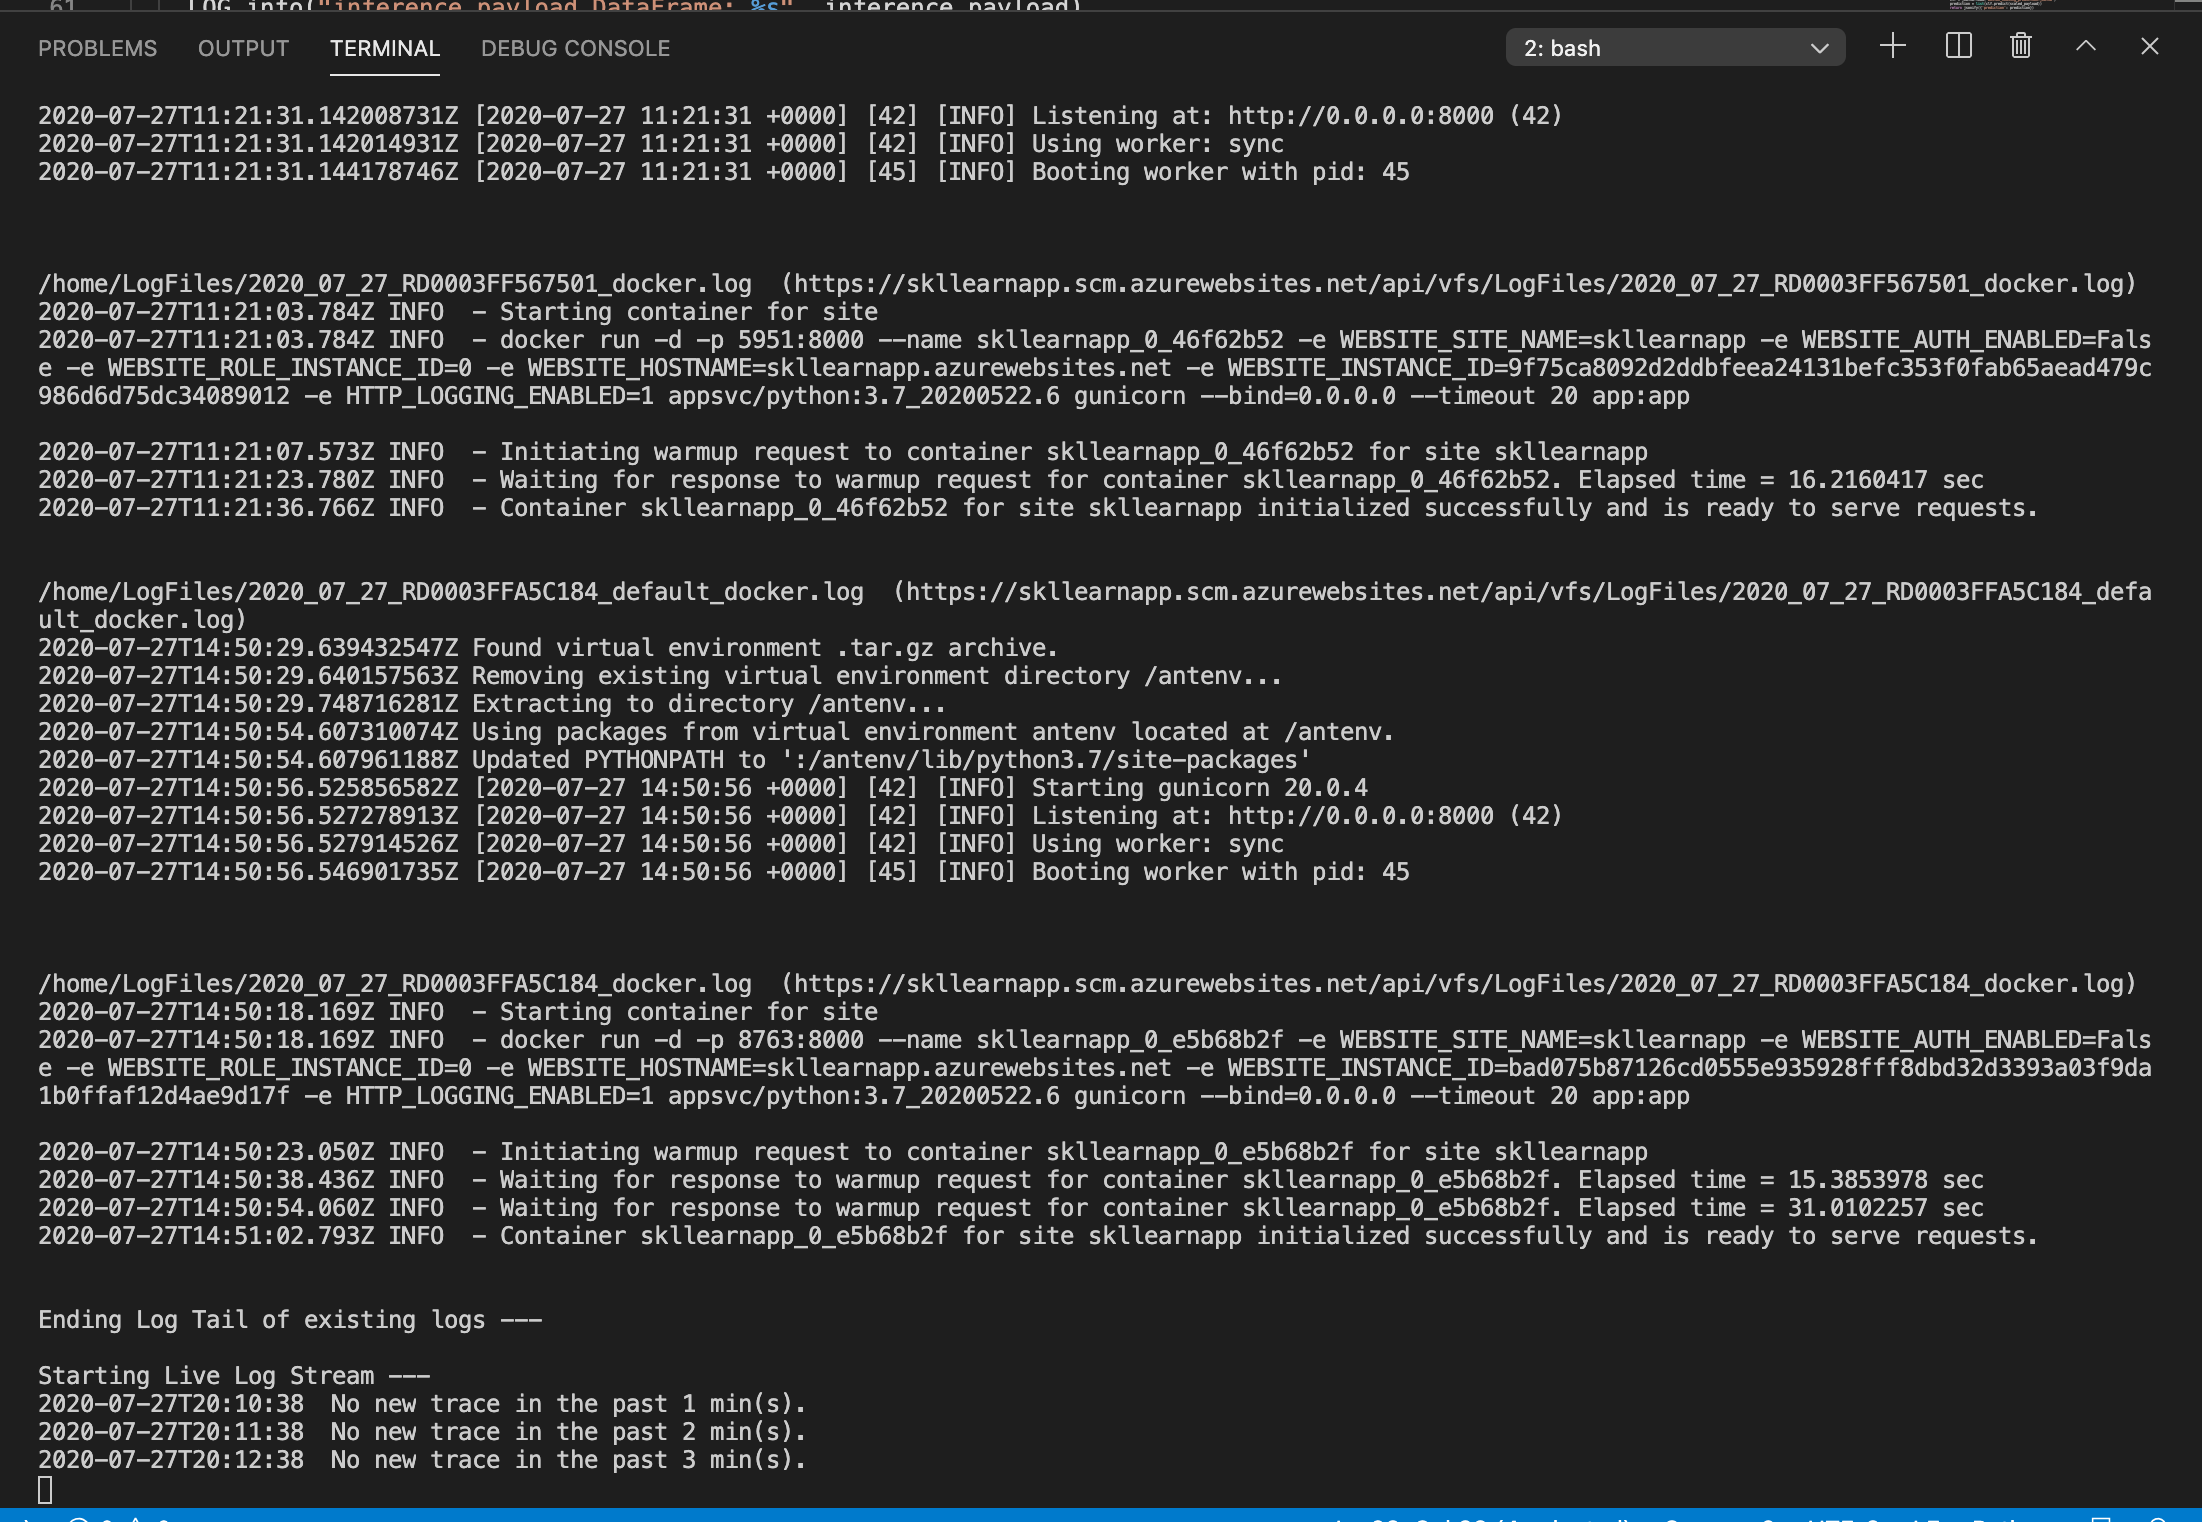 61 LOG.info("inference payload DataFrame: %s" inference_payload)
PROBLEMS OUTPUT TERMINAL DEBUG CONSOLE 2: bash
2020-07-27T11:21:31.142008731Z [2020-07-27 11:21:31 +0000] [42] [INFO] Listening at: http://0.0.0.0:8000 (42)
2020-07-27T11:21:31.142014931Z [2020-07-27 11:21:31 +0000] [42] [INFO] Using worker: sync
2020-07-27T11:21:31.144178746Z [2020-07-27 11:21:31 +0000] [45] [INFO] Booting worker with pid: 45
/home/LogFiles/2020_07_27_RD0003FF567501_docker.log  (https://skllearnapp.scm.azurewebsites.net/api/vfs/LogFiles/2020_07_27_RD0003FF567501_docker.log)
2020-07-27T11:21:03.784Z INFO  - Starting container for site
2020-07-27T11:21:03.784Z INFO  - docker run -d -p 5951:8000 --name skllearnapp_0_46f62b52 -e WEBSITE_SITE_NAME=skllearnapp -e WEBSITE_AUTH_ENABLED=Fals
e -e WEBSITE_ROLE_INSTANCE_ID=0 -e WEBSITE_HOSTNAME=skllearnapp.azurewebsites.net -e WEBSITE_INSTANCE_ID=9f75ca8092d2ddbfeea24131befc353f0fab65aead479c
986d6d75dc34089012 -e HTTP_LOGGING_ENABLED=1 appsvc/python:3.7_20200522.6 gunicorn --bind=0.0.0.0 --timeout 20 app:app
2020-07-27T11:21:07.573Z INFO  - Initiating warmup request to container skllearnapp_0_46f62b52 for site skllearnapp
2020-07-27T11:21:23.780Z INFO  - Waiting for response to warmup request for container skllearnapp_0_46f62b52. Elapsed time = 16.2160417 sec
2020-07-27T11:21:36.766Z INFO  - Container skllearnapp_0_46f62b52 for site skllearnapp initialized successfully and is ready to serve requests.
/home/LogFiles/2020_07_27_RD0003FFA5C184_default_docker.log  (https://skllearnapp.scm.azurewebsites.net/api/vfs/LogFiles/2020_07_27_RD0003FFA5C184_defa
ult_docker.log)
2020-07-27T14:50:29.639432547Z Found virtual environment .tar.gz archive.
2020-07-27T14:50:29.640157563Z Removing existing virtual environment directory /antenv...
2020-07-27T14:50:29.748716281Z Extracting to directory /antenv...
2020-07-27T14:50:54.607310074Z Using packages from virtual environment antenv located at /antenv.
2020-07-27T14:50:54.607961188Z Updated PYTHONPATH to ':/antenv/lib/python3.7/site-packages'
2020-07-27T14:50:56.525856582Z [2020-07-27 14:50:56 +0000] [42] [INFO] Starting gunicorn 20.0.4
2020-07-27T14:50:56.527278913Z [2020-07-27 14:50:56 +0000] [42] [INFO] Listening at: http://0.0.0.0:8000 (42)
2020-07-27T14:50:56.527914526Z [2020-07-27 14:50:56 +0000] [42] [INFO] Using worker: sync
2020-07-27T14:50:56.546901735Z [2020-07-27 14:50:56 +0000] [45] [INFO] Booting worker with pid: 45
/home/LogFiles/2020_07_27_RD0003FFA5C184_docker.log  (https://skllearnapp.scm.azurewebsites.net/api/vfs/LogFiles/2020_07_27_RD0003FFA5C184_docker.log)
2020-07-27T14:50:18.169Z INFO  - Starting container for site
2020-07-27T14:50:18.169Z INFO  - docker run -d -p 8763:8000 --name skllearnapp_0_e5b68b2f -e WEBSITE_SITE_NAME=skllearnapp -e WEBSITE_AUTH_ENABLED=Fals
e -e WEBSITE_ROLE_INSTANCE_ID=0 -e WEBSITE_HOSTNAME=skllearnapp.azurewebsites.net -e WEBSITE_INSTANCE_ID=bad075b87126cd0555e935928fff8dbd32d3393a03f9da
1b0ffaf12d4ae9d17f -e HTTP_LOGGING_ENABLED=1 appsvc/python:3.7_20200522.6 gunicorn --bind=0.0.0.0 --timeout 20 app:app
2020-07-27T14:50:23.050Z INFO  - Initiating warmup request to container skllearnapp_0_e5b68b2f for site skllearnapp
2020-07-27T14:50:38.436Z INFO  - Waiting for response to warmup request for container skllearnapp_0_e5b68b2f. Elapsed time = 15.3853978 sec
2020-07-27T14:50:54.060Z INFO  - Waiting for response to warmup request for container skllearnapp_0_e5b68b2f. Elapsed time = 31.0102257 sec
2020-07-27T14:51:02.793Z INFO  - Container skllearnapp_0_e5b68b2f for site skllearnapp initialized successfully and is ready to serve requests.
Ending Log Tail of existing logs ---
Starting Live Log Stream ---
2020-07-27T20:10:38  No new trace in the past 1 min(s).
2020-07-27T20:11:38  No new trace in the past 2 min(s).
2020-07-27T20:12:38  No new trace in the past 3 min(s).